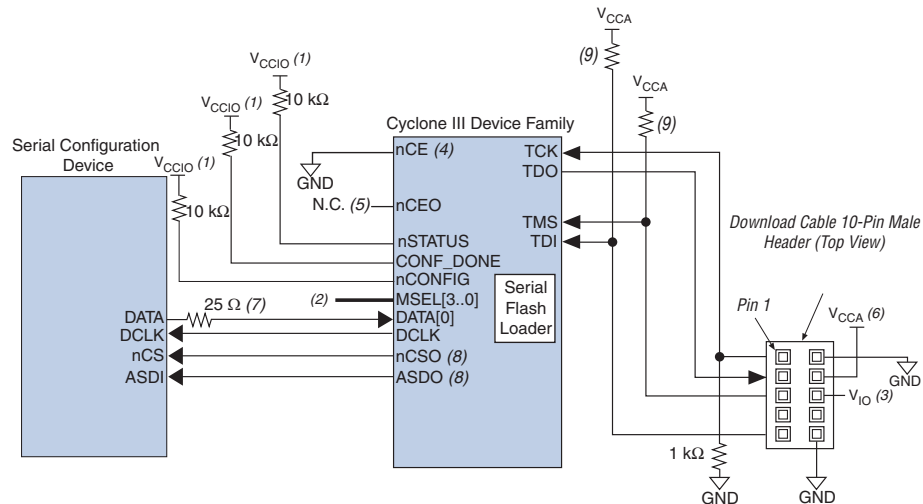 V_CCA
(9)
V_CCIO (1)
V_CCA
V_CCIO (1)
10 kΩ
(9)
10 kΩ
Cyclone III Device Family
Serial Configuration
Device
V_CCIO (1)
nCE (4)
TCK
GND
TDO
10 kΩ
N.C. (5)
nCEO
TMS
Download Cable 10-Pin Male
Header (Top View)
nSTATUS
TDI
CONF_DONE
nCONFIG
(2)
MSEL[3..0]
Serial
Flash
Loader
DATA
25 Ω (7)
DATA[0]
Pin 1
V_CCA (6)
DCLK
DCLK
nCS
nCSO (8)
GND
ASDI
ASDO (8)
V_IO (3)
1 kΩ
GND
GND